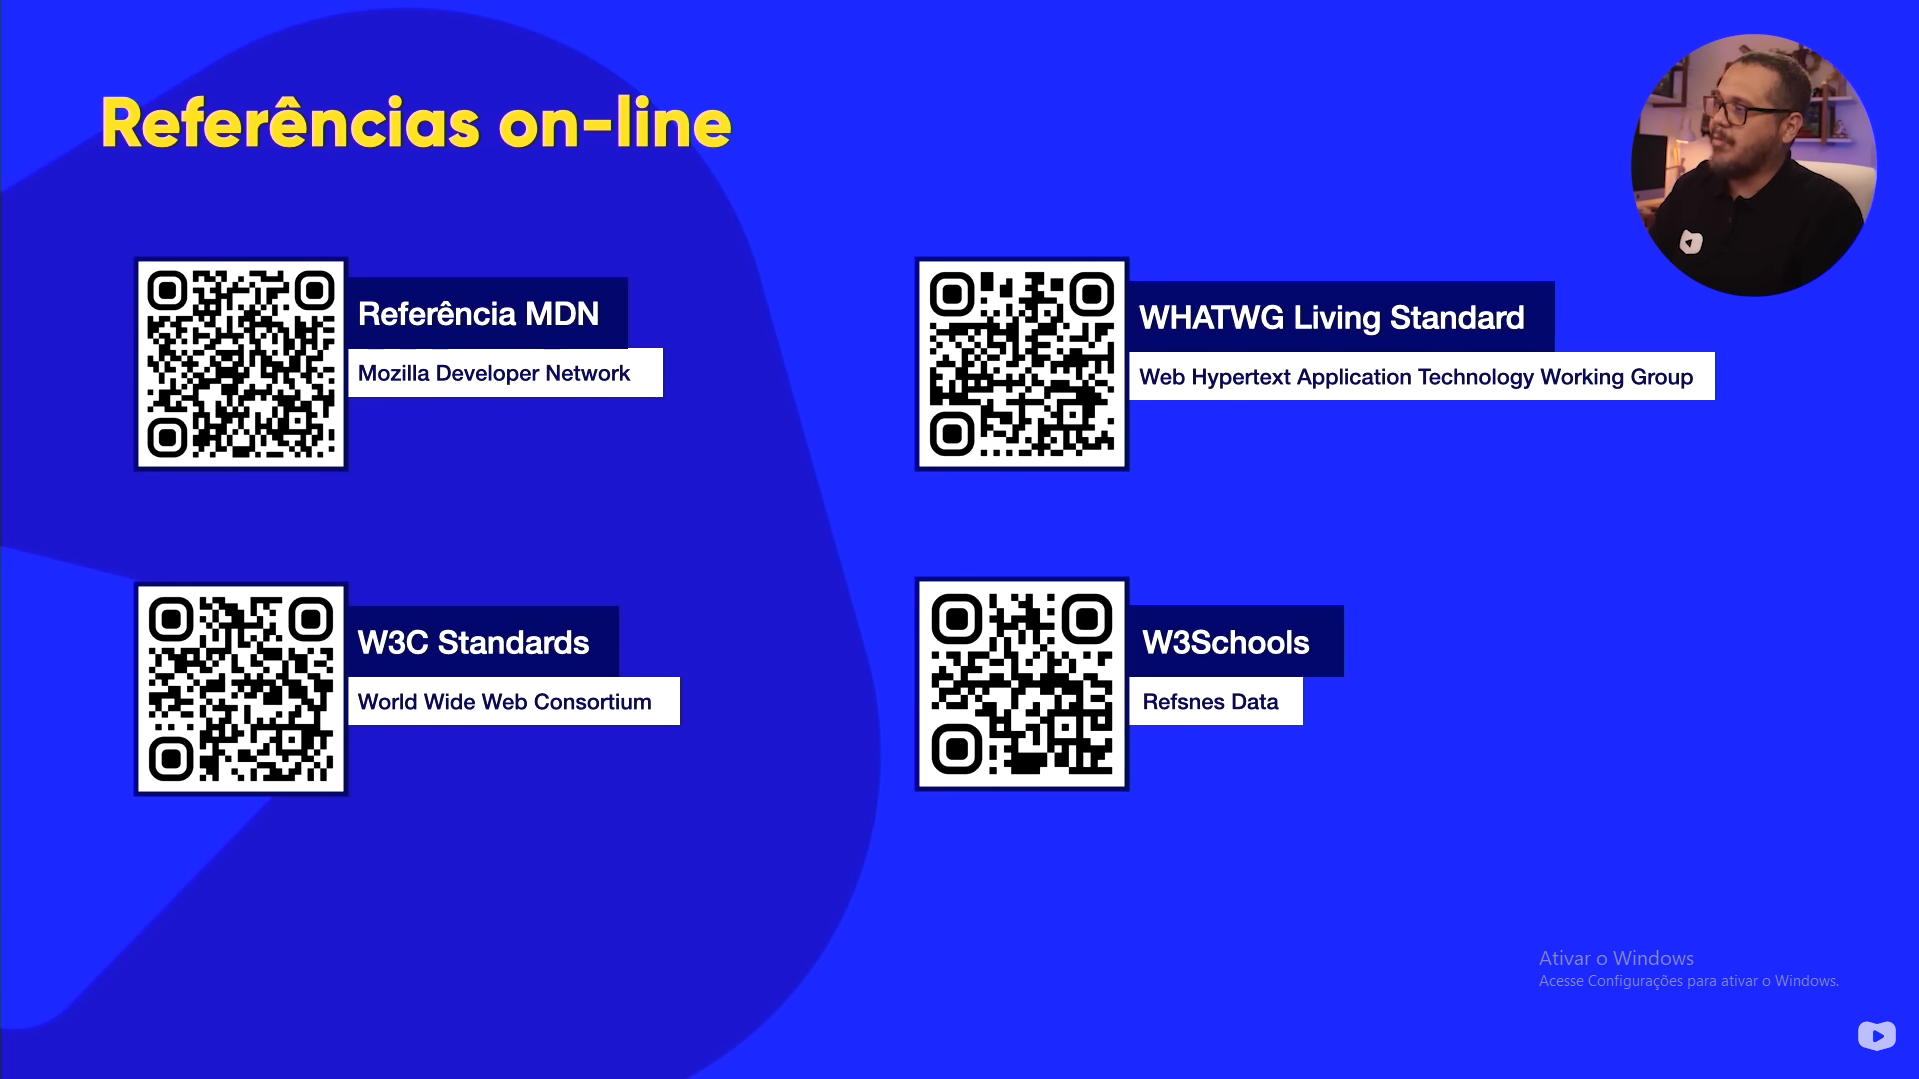 Referências on-line
Referência MDN
Mozilla Developer Network
WHATWG Living Standard
Web Hypertext Application Technology Working Group
W3C Standards
World Wide Web Consortium
W3Schools
Refsnes Data
Ativar o Windows
Acesse Configurações para ativar o Windows.